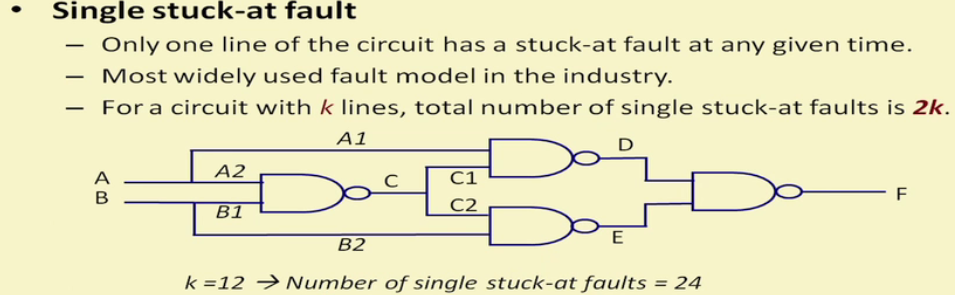 • Single stuck-at fault
– Only one line of the circuit has a stuck-at fault at any given time.
– Most widely used fault model in the industry.
– For a circuit with k lines, total number of single stuck-at faults is 2k.
A1
D
A
A2
C
C1
B
B1
C2
F
B2
E
k =12 → Number of single stuck-at faults = 24